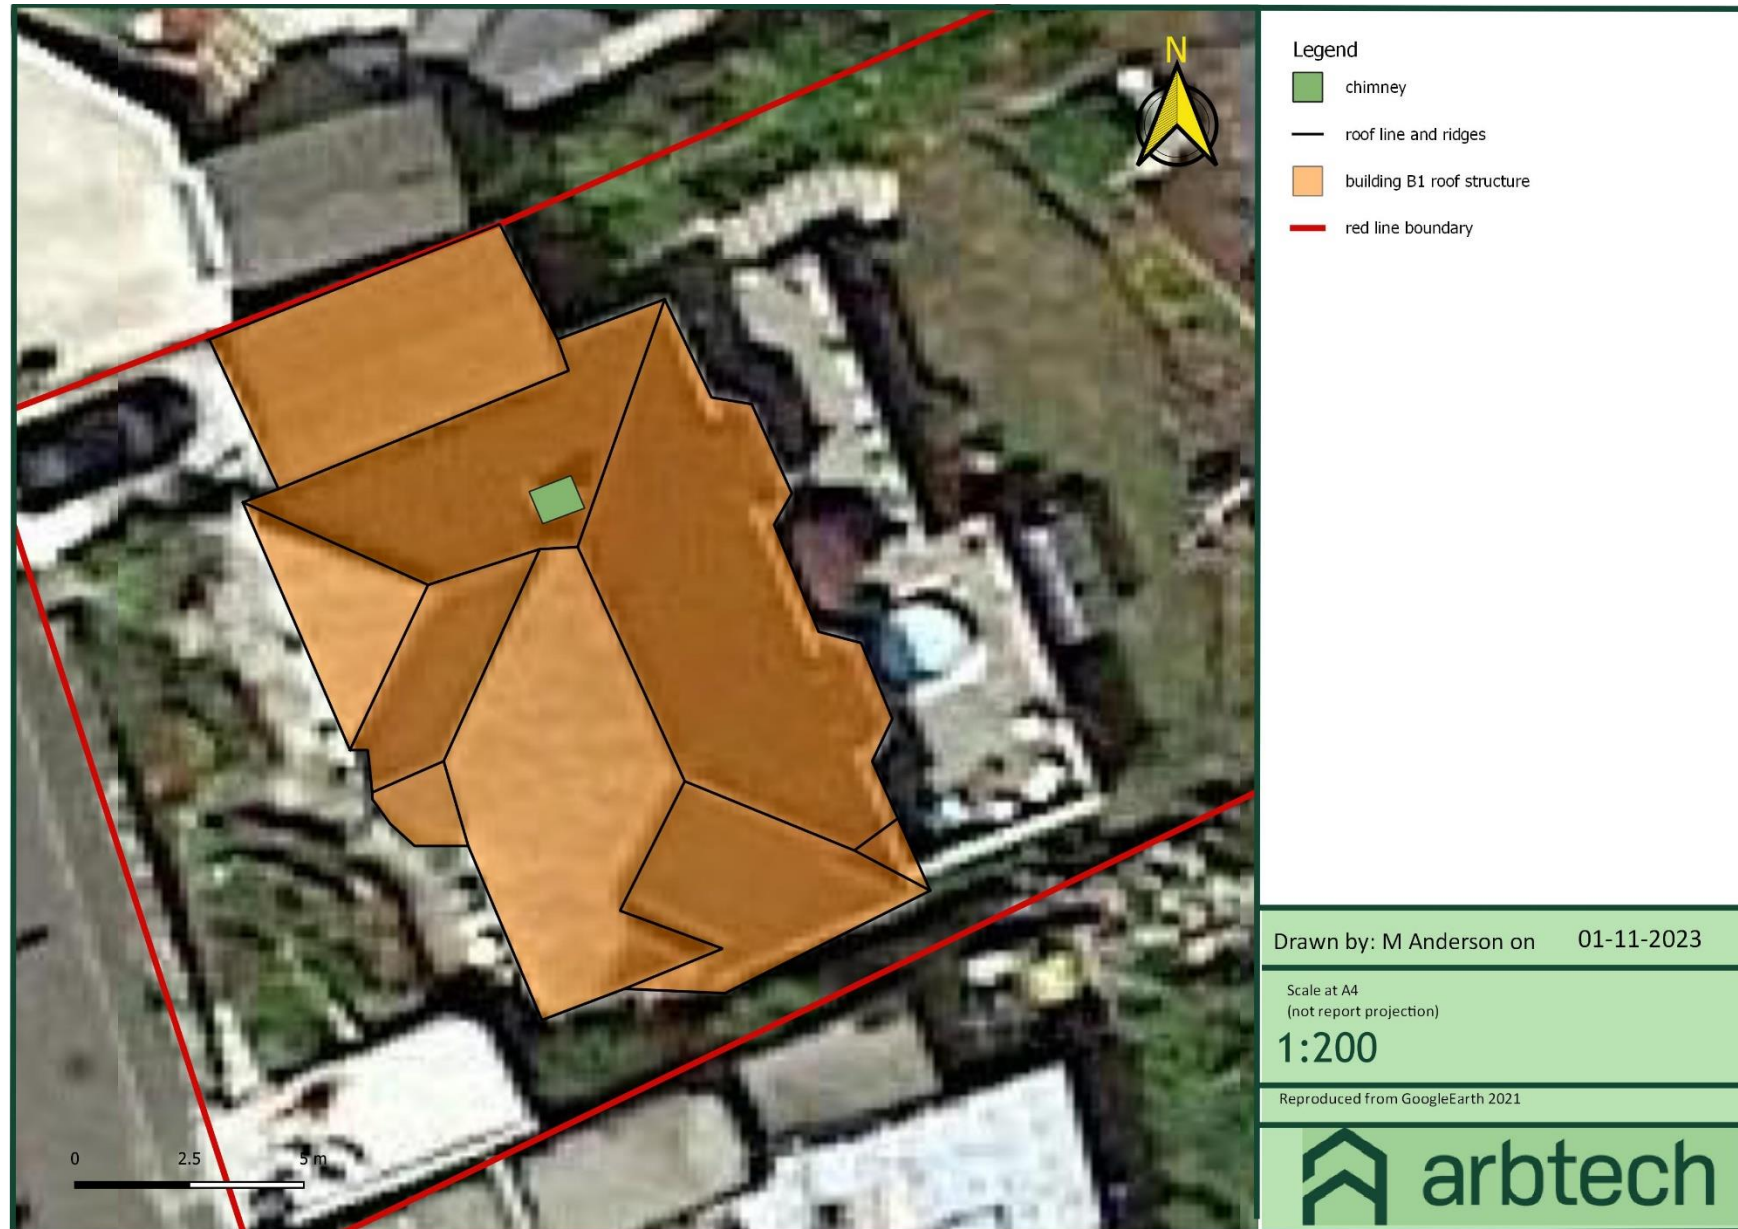 N
Legend
chimney
roof line and ridges
building B1 roof structure
red line boundary
0 2.5 5 m
Drawn by: M Anderson on 01-11-2023
Scale at A4
(not report projection)
1:200
Reproduced from GoogleEarth 2021
arbtech